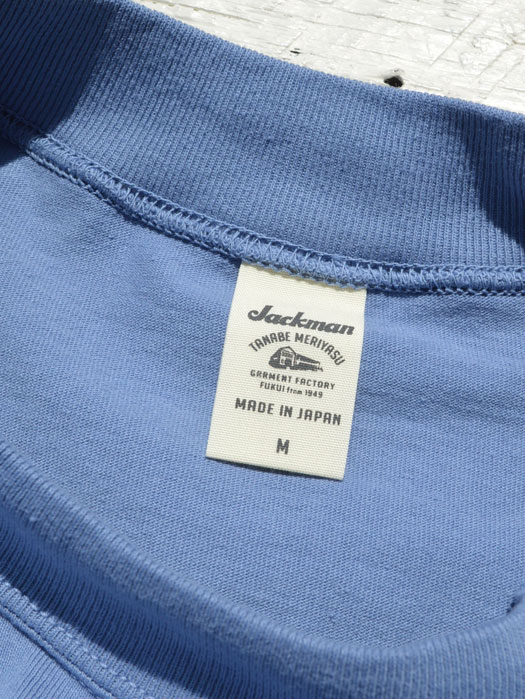 Jackman
TANABE MERIYASU
GARMENT FACTORY
FUKUI from 1949
MADE IN JAPAN
M